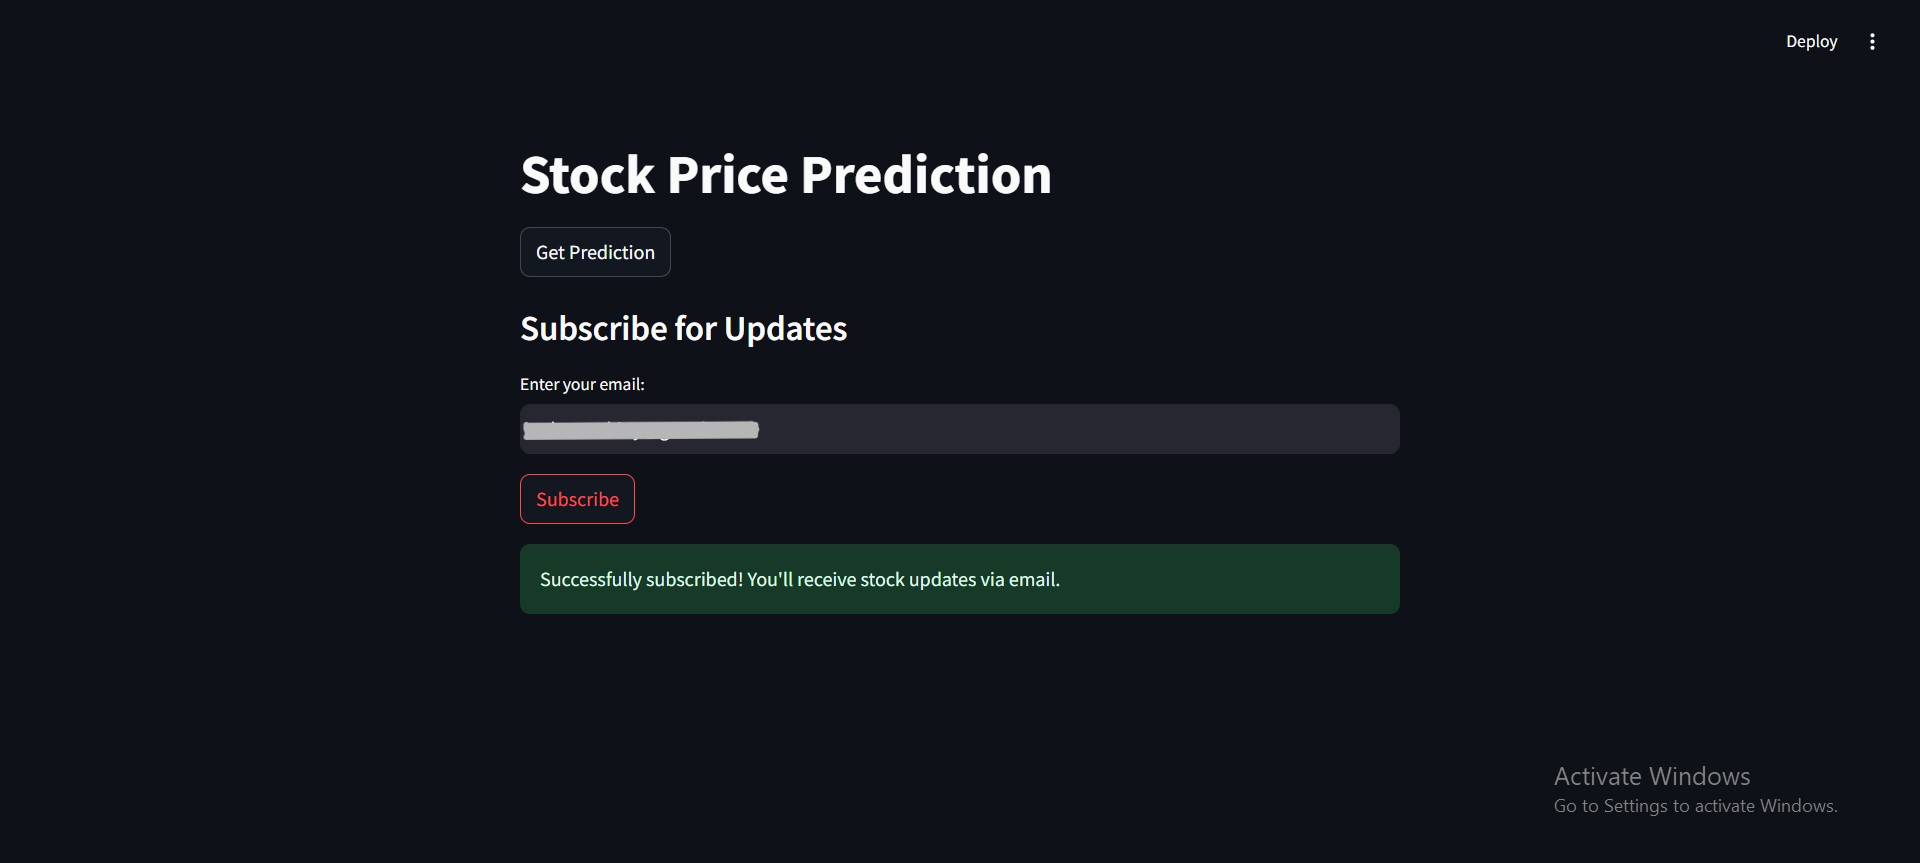 Deploy
Stock Price Prediction
Get Prediction
Subscribe for Updates
Enter your email:
Subscribe
Successfully subscribed! You'll receive stock updates via email.
Activate Windows
Go to Settings to activate Windows.